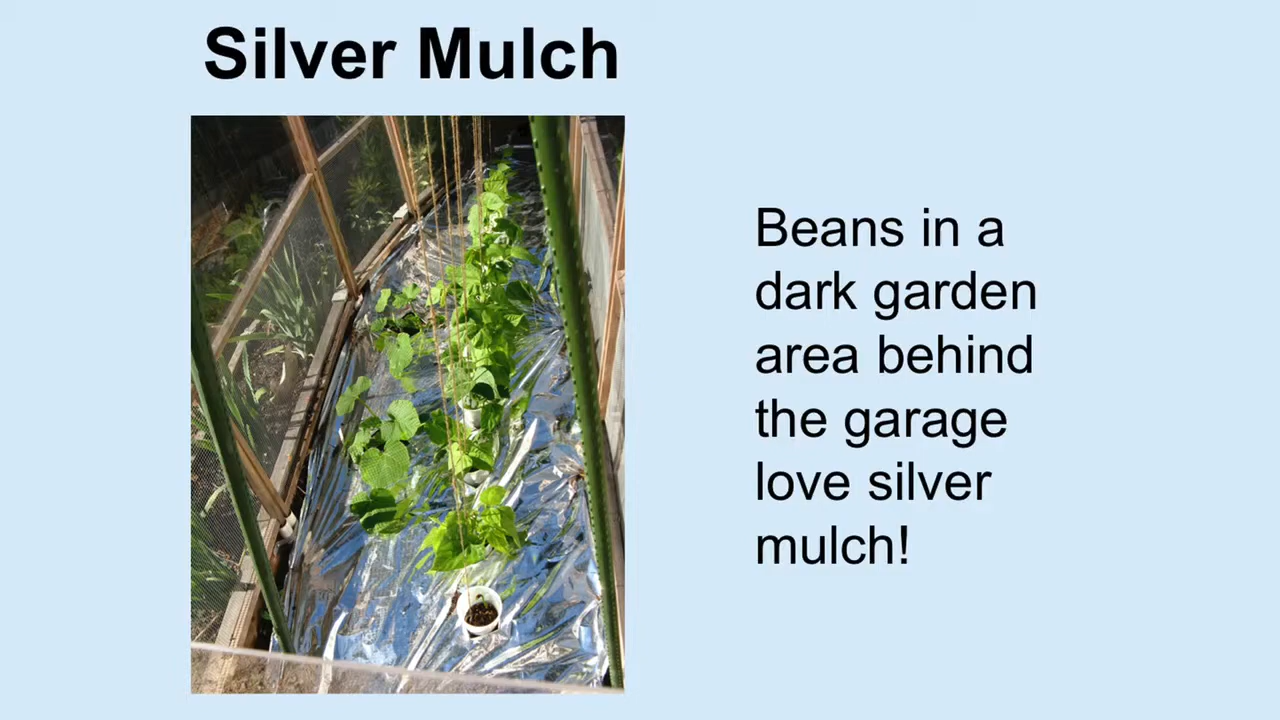 Silver Mulch
Beans in a
dark garden
area behind
the garage
love silver
mulch!